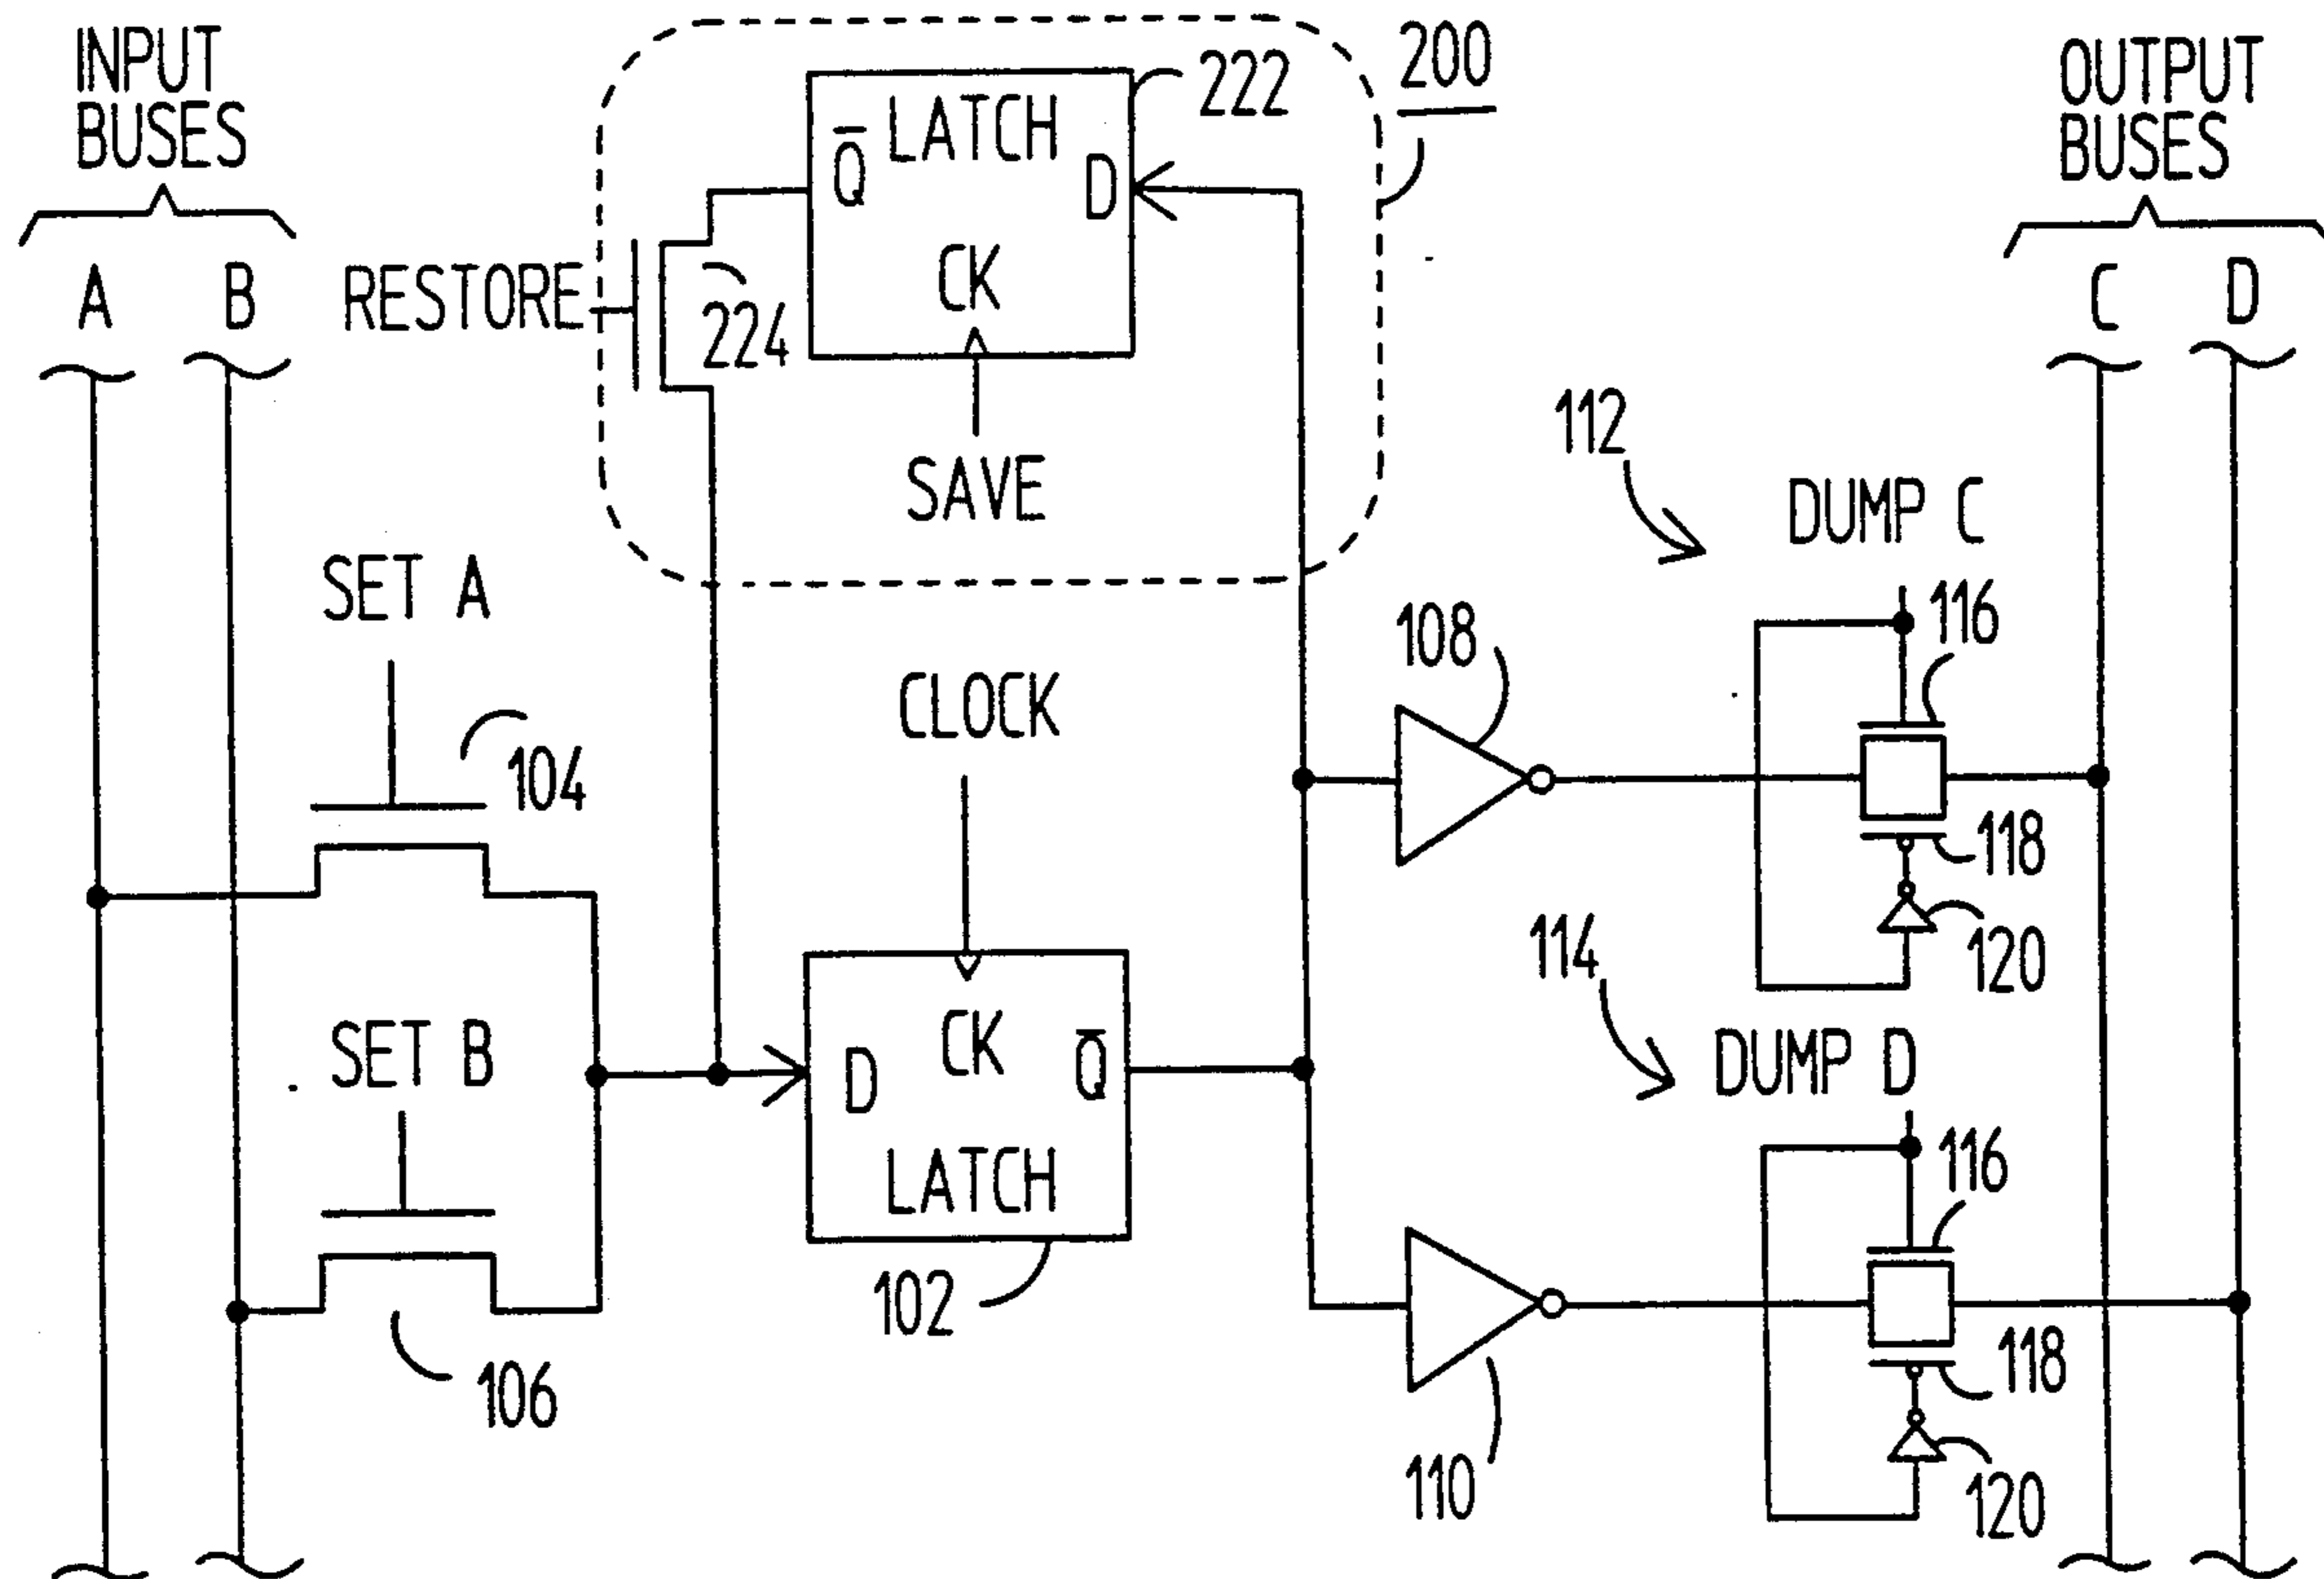 INPUT
BUSES
A
B
RESTORE
LATCH
Q̅
D
CK
222
200
224
SAVE
OUTPUT
BUSES
C
D
112
DUMP C
116
SET A
104
CLOCK
108
118
120
SET B
106
D
CK
Q̅
LATCH
102
114
DUMP D
116
118
110
120